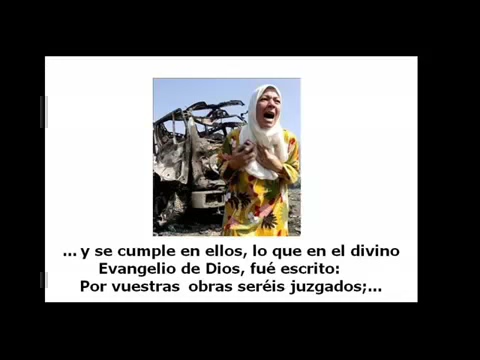 ... y se cumple en ellos, lo que en el divino
Evangelio de Dios, fué escrito:
Por vuestras obras seréis juzgados;...